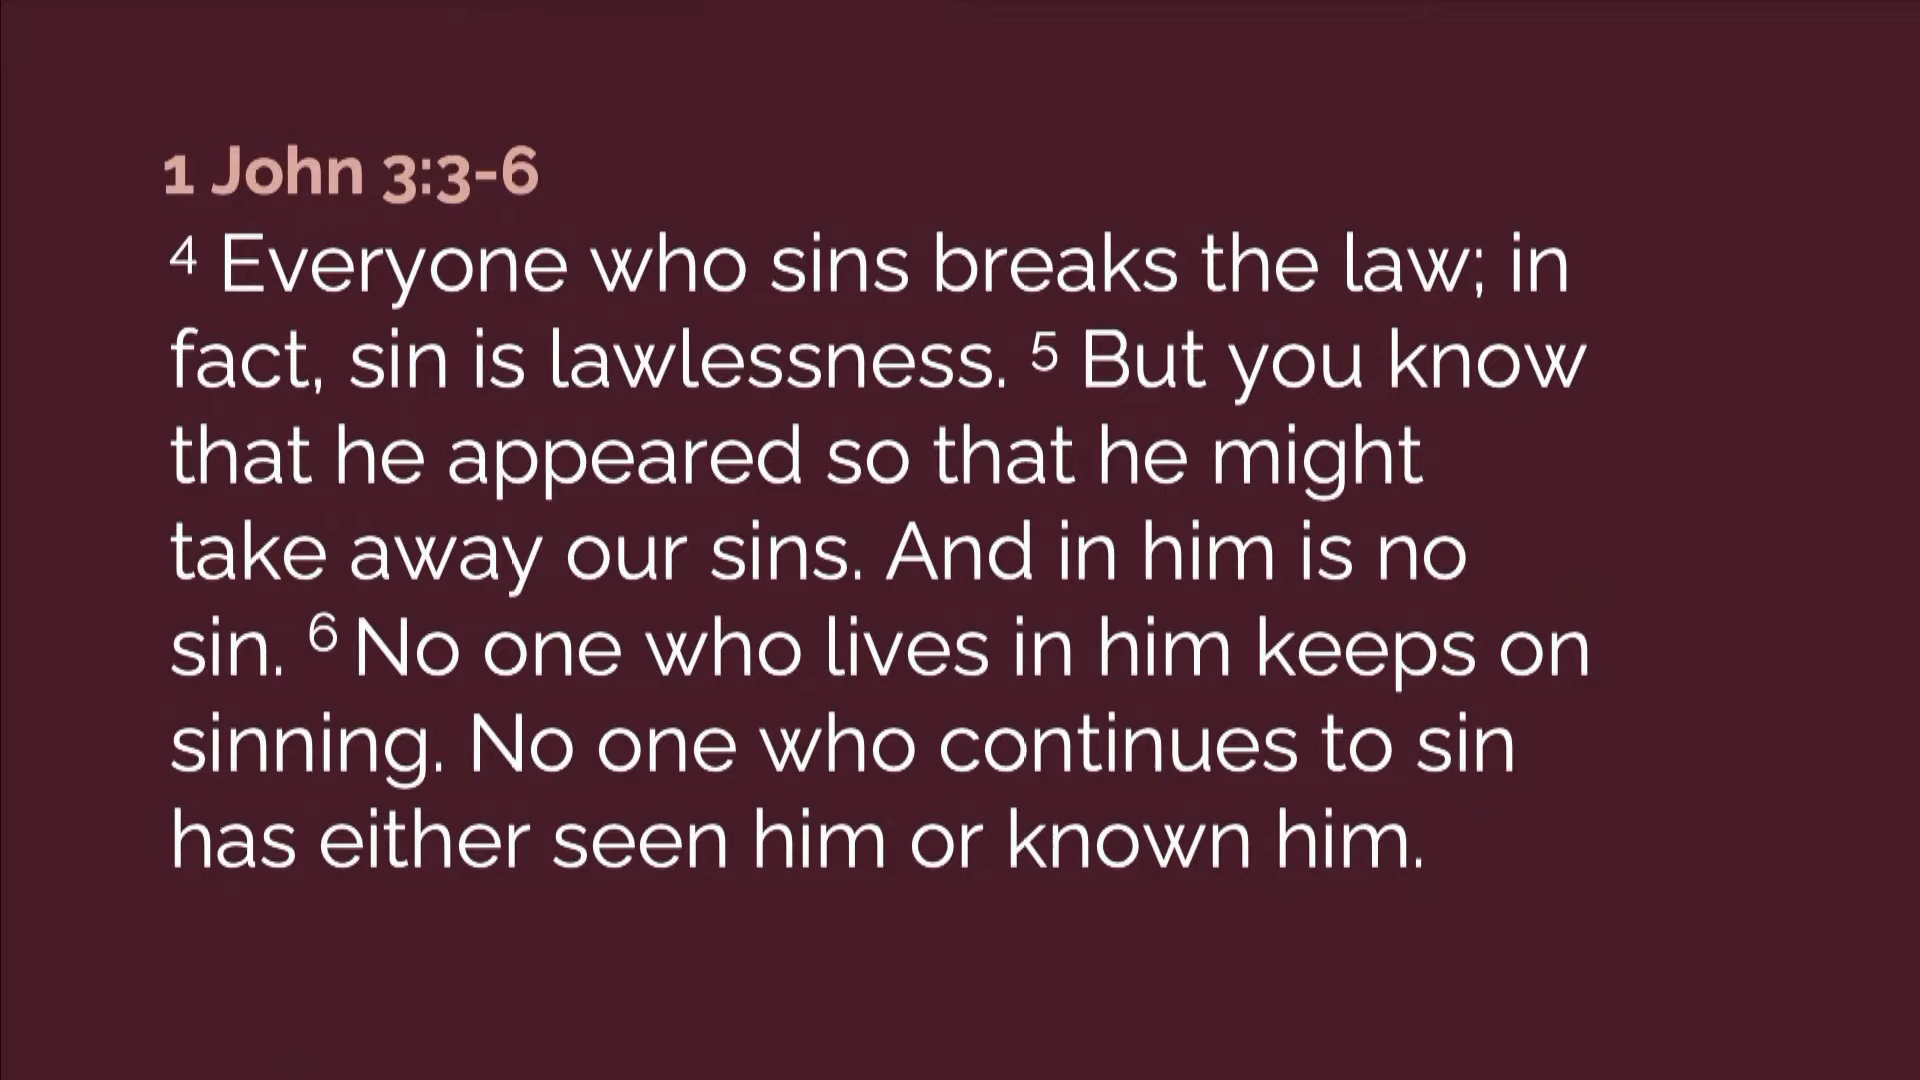 1 John 3:3-6
4 Everyone who sins breaks the law; in
fact, sin is lawlessness. 5 But you know
that he appeared so that he might
take away our sins. And in him is no
sin. 6 No one who lives in him keeps on
sinning. No one who continues to sin
has either seen him or known him.